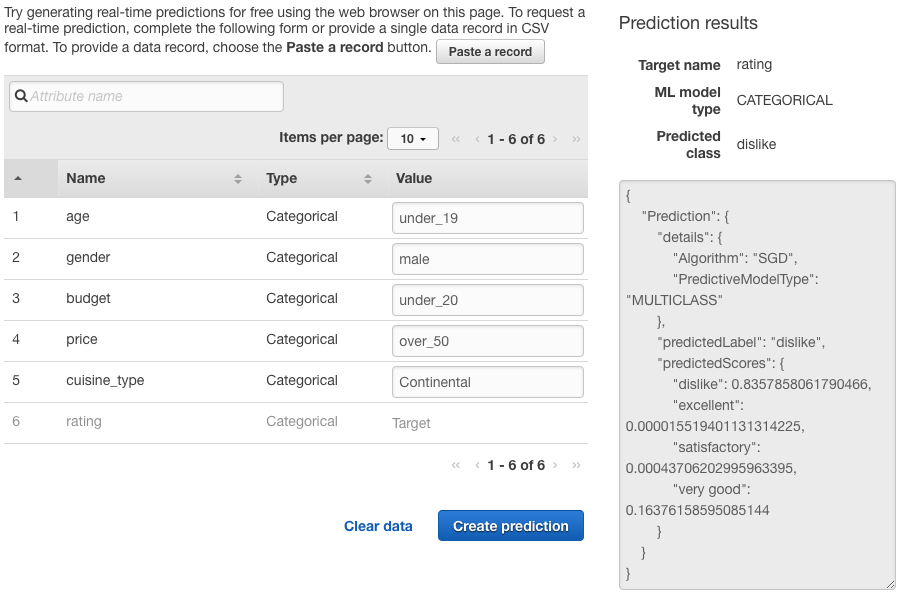 Try generating real-time predictions for free using the web browser on this page. To request a
real-time prediction, complete the following form or provide a single data record in CSV
format. To provide a data record, choose the Paste a record button. Paste a record
Attribute name
Items per page: 10 « ‹ 1 - 6 of 6 › »
Name Type Value
1 age Categorical under_19
2 gender Categorical male
3 budget Categorical under_20
4 price Categorical over_50
5 cuisine_type Categorical Continental
6 rating Categorical Target
« ‹ 1 - 6 of 6 › »
Clear data Create prediction
Prediction results
Target name rating
ML model
type CATEGORICAL
Predicted
class dislike
{
"Prediction": {
"details": {
"Algorithm": "SGD",
"PredictiveModelType":
"MULTICLASS"
},
"predictedLabel": "dislike",
"predictedScores": {
"dislike": 0.8357858061790466,
"excellent":
0.000015519401131314225,
"satisfactory":
0.00043706202995963395,
"very good":
0.16376158595085144
}
}
}